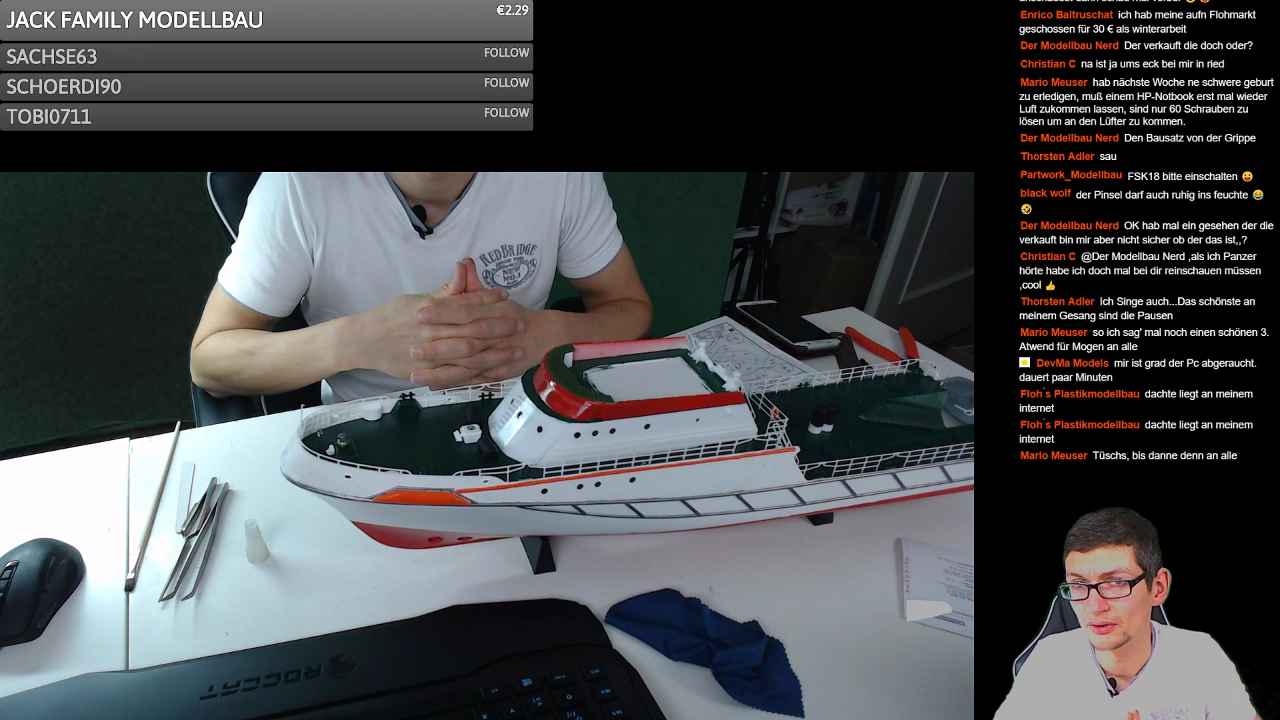 JACK FAMILY MODELLBAU €2.29
SACHSE63 FOLLOW
SCHOERDI90 FOLLOW
TOBI0711 FOLLOW
Enrico Baltruschat ich hab meine aufn Flohmarkt
geschossen für 30 € als winterarbeit
Der Modellbau Nerd Der verkauft die doch oder?
Christian C na ist ja ums eck bei mir in ried
Mario Meuser hab nächste Woche ne schwere geburt
zu erledigen, muß einem HP-Notbook erst mal wieder
Luft zukommen lassen, sind nur 60 Schrauben zu
lösen um an den Lüfter zu kommen.
Der Modellbau Nerd Den Bausatz von der Grippe
Thorsten Adler sau
Partwork_Modellbau FSK18 bitte einschalten 😛
black wolf der Pinsel darf auch ruhig ins feuchte 😂
🤣
Der Modellbau Nerd OK hab mal ein gesehen der die
verkauft bin mir aber nicht sicher ob der das ist,,?
Christian C @Der Modellbau Nerd ,als ich Panzer
hörte habe ich doch mal bei dir reinschauen müssen
,cool 👍
Thorsten Adler Ich Singe auch...Das schönste an
meinem Gesang sind die Pausen
Mario Meuser so ich sag' mal noch einen schönen 3.
Atwend für Mogen an alle
DevMa Models mir ist grad der Pc abgeraucht.
dauert paar Minuten
Floh´s Plastikmodellbau dachte liegt an meinem
internet
Floh´s Plastikmodellbau dachte liegt an meinem
internet
Mario Meuser Tüschs, bis danne denn an alle
REDBRIDGE
NEW
NO.1
ROCCAT